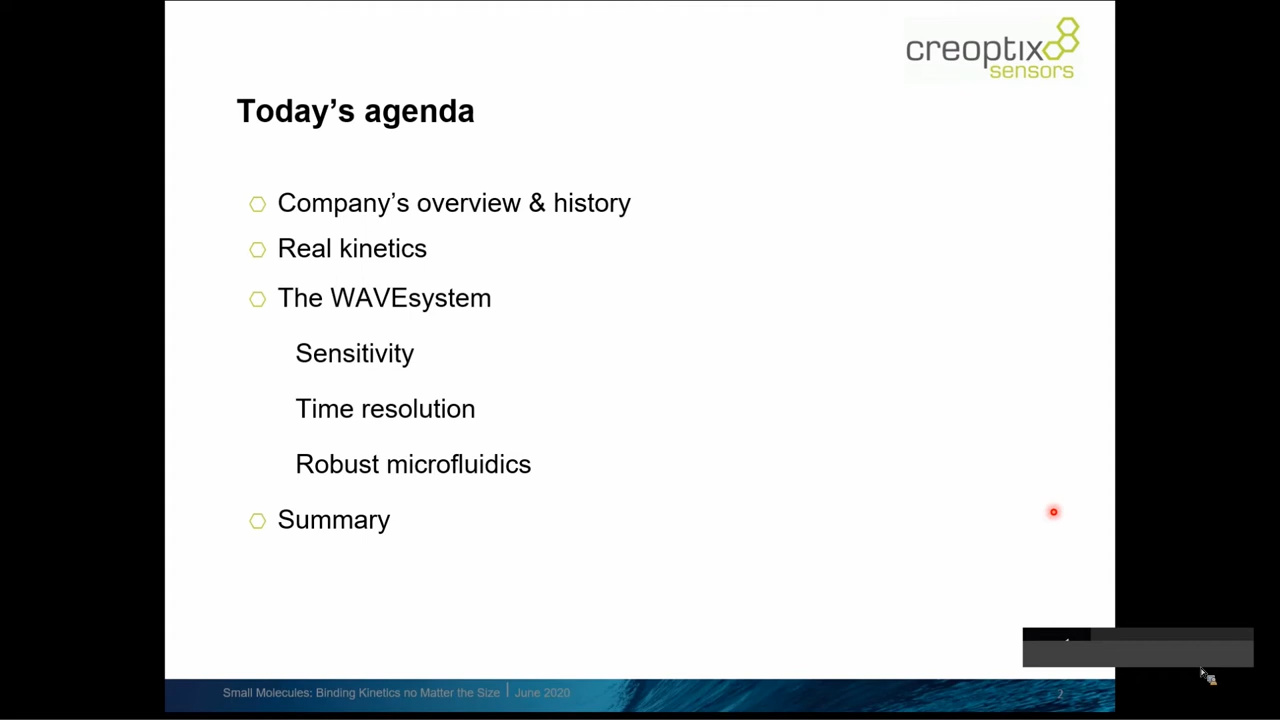 creoptix
sensors
Today’s agenda
Company’s overview & history
Real kinetics
The WAVEsystem
Sensitivity
Time resolution
Robust microfluidics
Summary
Small Molecules: Binding Kinetics no Matter the Size | June 2020
2